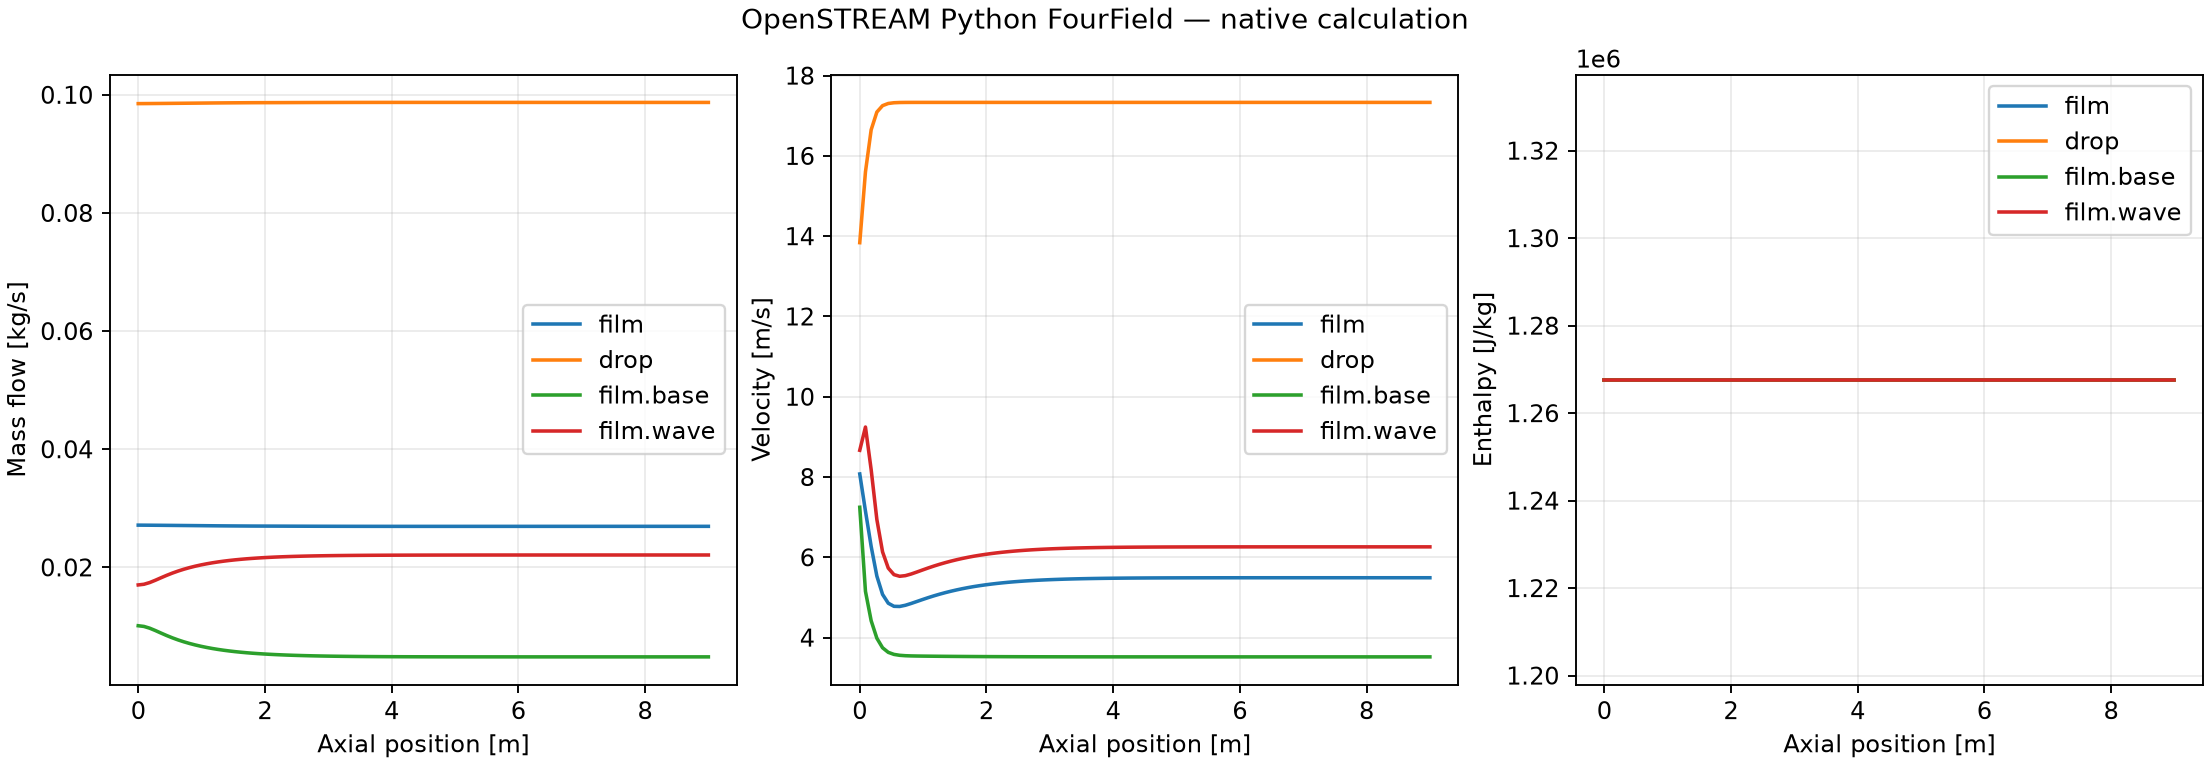 OpenSTREAM Python FourField — native calculation
Mass flow [kg/s]
0.10
0.08
0.06
0.04
0.02
film
drop
film.base
film.wave
0 2 4 6 8
Axial position [m]
Velocity [m/s]
18
16
14
12
10
8
6
4
film
drop
film.base
film.wave
0 2 4 6 8
Axial position [m]
Enthalpy [J/kg]
1e6
1.32
1.30
1.28
1.26
1.24
1.22
1.20
film
drop
film.base
film.wave
0 2 4 6 8
Axial position [m]